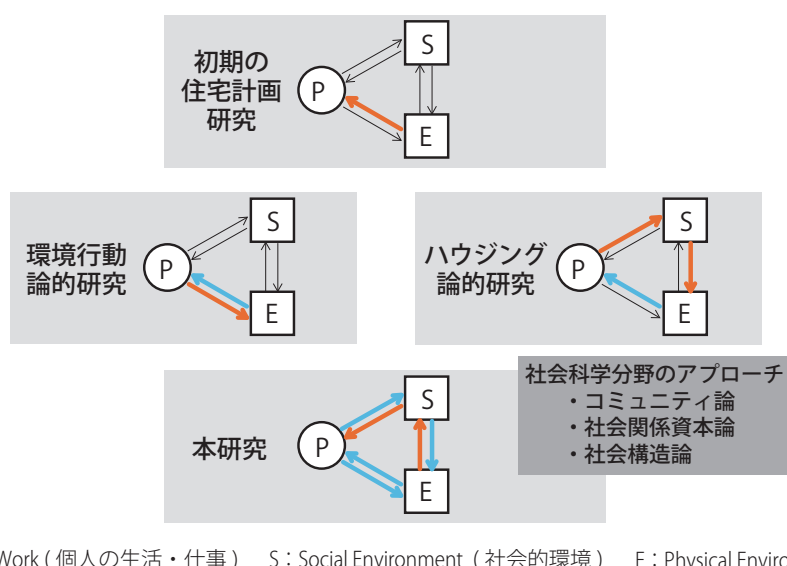 初期の
住宅計画
研究
P
S
E
環境行動
論的研究
P
S
E
ハウジング
論的研究
P
S
E
社会科学分野のアプローチ
・コミュニティ論
・社会関係資本論
・社会構造論
本研究
P
S
E
Work ( 個人の生活・仕事 ) S：Social Environment ( 社会的環境 ) E：Physical